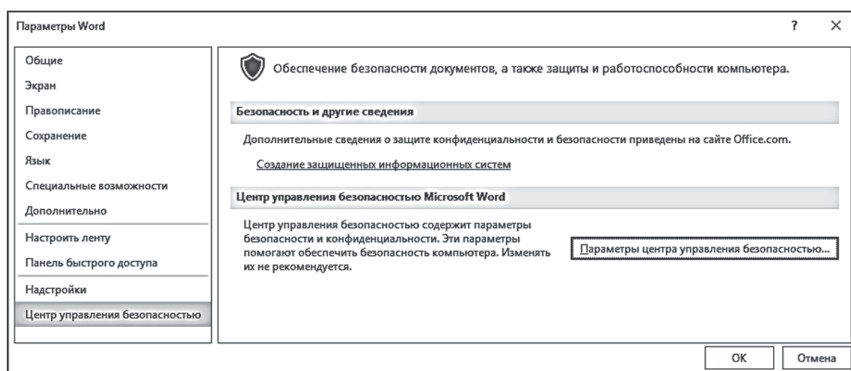 Параметры Word
? ×
Общие
Экран
Правописание
Сохранение
Язык
Специальные возможности
Дополнительно
Настроить ленту
Панель быстрого доступа
Надстройки
Центр управления безопасностью
Обеспечение безопасности документов, а также защиты и работоспособности компьютера.
Безопасность и другие сведения
Дополнительные сведения о защите конфиденциальности и безопасности приведены на сайте Office.com.
Создание защищенных информационных систем
Центр управления безопасностью Microsoft Word
Центр управления безопасностью содержит параметры
безопасности и конфиденциальности. Эти параметры
помогают обеспечить безопасность компьютера. Изменять
их не рекомендуется.
Параметры центра управления безопасностью...
ОК
Отмена